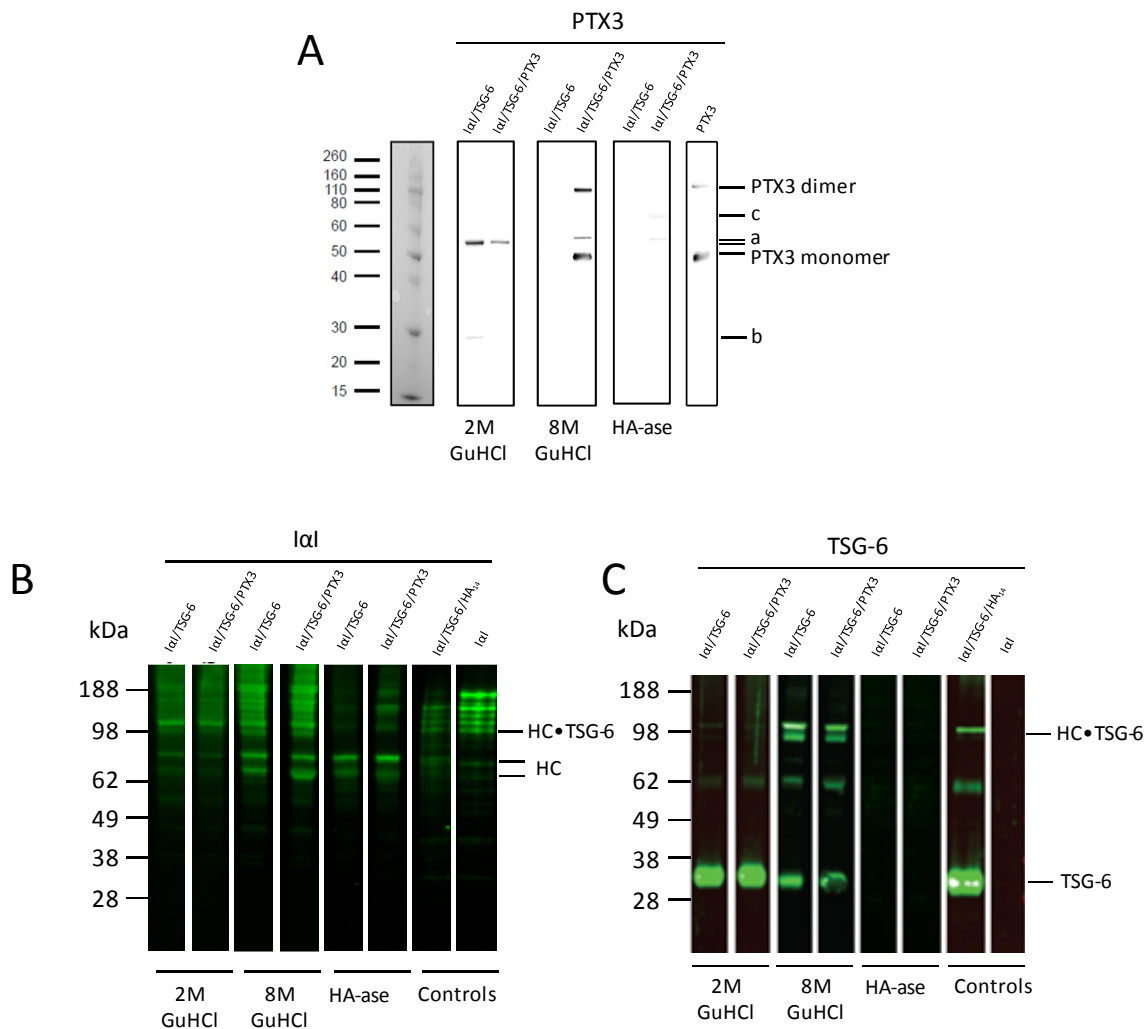 A
PTX3
IαI/TSG-6
IαI/TSG-6/PTX3
IαI/TSG-6
IαI/TSG-6/PTX3
IαI/TSG-6
IαI/TSG-6/PTX3
PTX3
260
160
110
80
60
50
40
30
20
15
PTX3 dimer
c
a
PTX3 monomer
b
2M GuHCl
8M GuHCl
HA-ase
B
IαI
kDa
IαI/TSG-6
IαI/TSG-6/PTX3
IαI/TSG-6
IαI/TSG-6/PTX3
IαI/TSG-6
IαI/TSG-6/PTX3
IαI/TSG-6/HA₁₄
IαI
188
98
62
49
38
28
HC•TSG-6
HC
2M GuHCl
8M GuHCl
HA-ase
Controls
C
TSG-6
kDa
IαI/TSG-6
IαI/TSG-6/PTX3
IαI/TSG-6
IαI/TSG-6/PTX3
IαI/TSG-6
IαI/TSG-6/PTX3
IαI/TSG-6/HA₁₄
IαI
188
98
62
49
38
28
HC•TSG-6
TSG-6
2M GuHCl
8M GuHCl
HA-ase
Controls